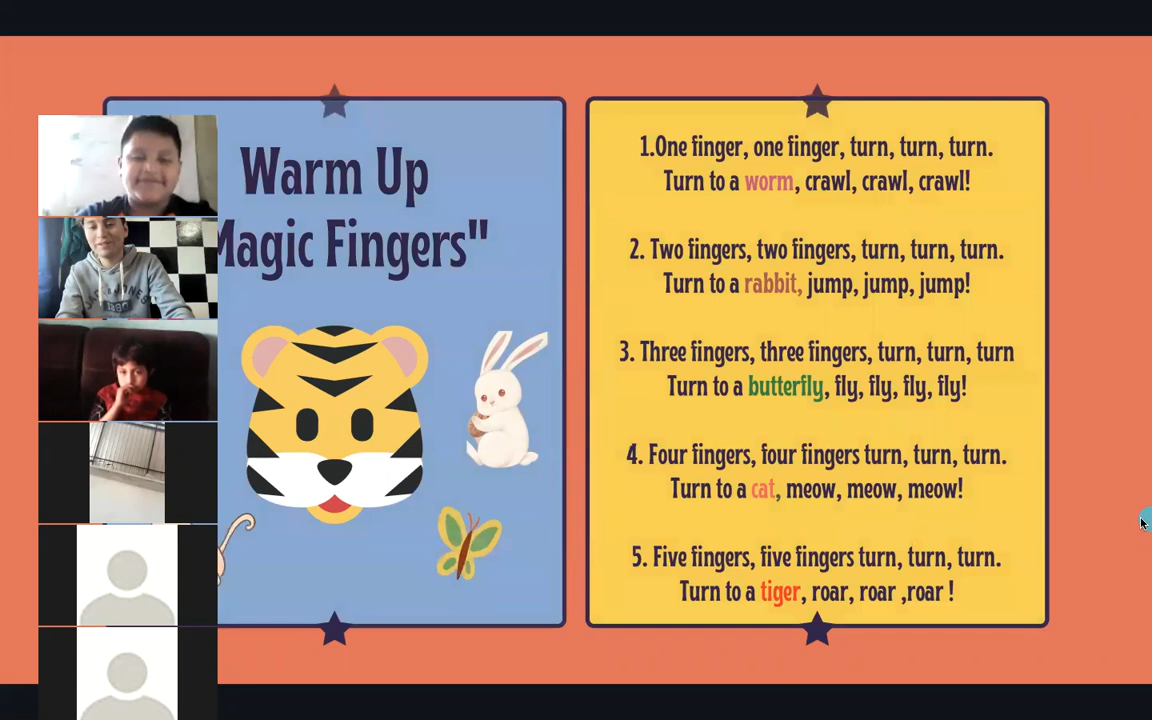 Warm Up
Magic Fingers"
1.One finger, one finger, turn, turn, turn.
Turn to a worm, crawl, crawl, crawl!
2. Two fingers, two fingers, turn, turn, turn.
Turn to a rabbit, jump, jump, jump!
3. Three fingers, three fingers, turn, turn, turn
Turn to a butterfly, fly, fly, fly, fly!
4. Four fingers, four fingers turn, turn, turn.
Turn to a cat, meow, meow, meow!
5. Five fingers, five fingers turn, turn, turn.
Turn to a tiger, roar, roar ,roar !